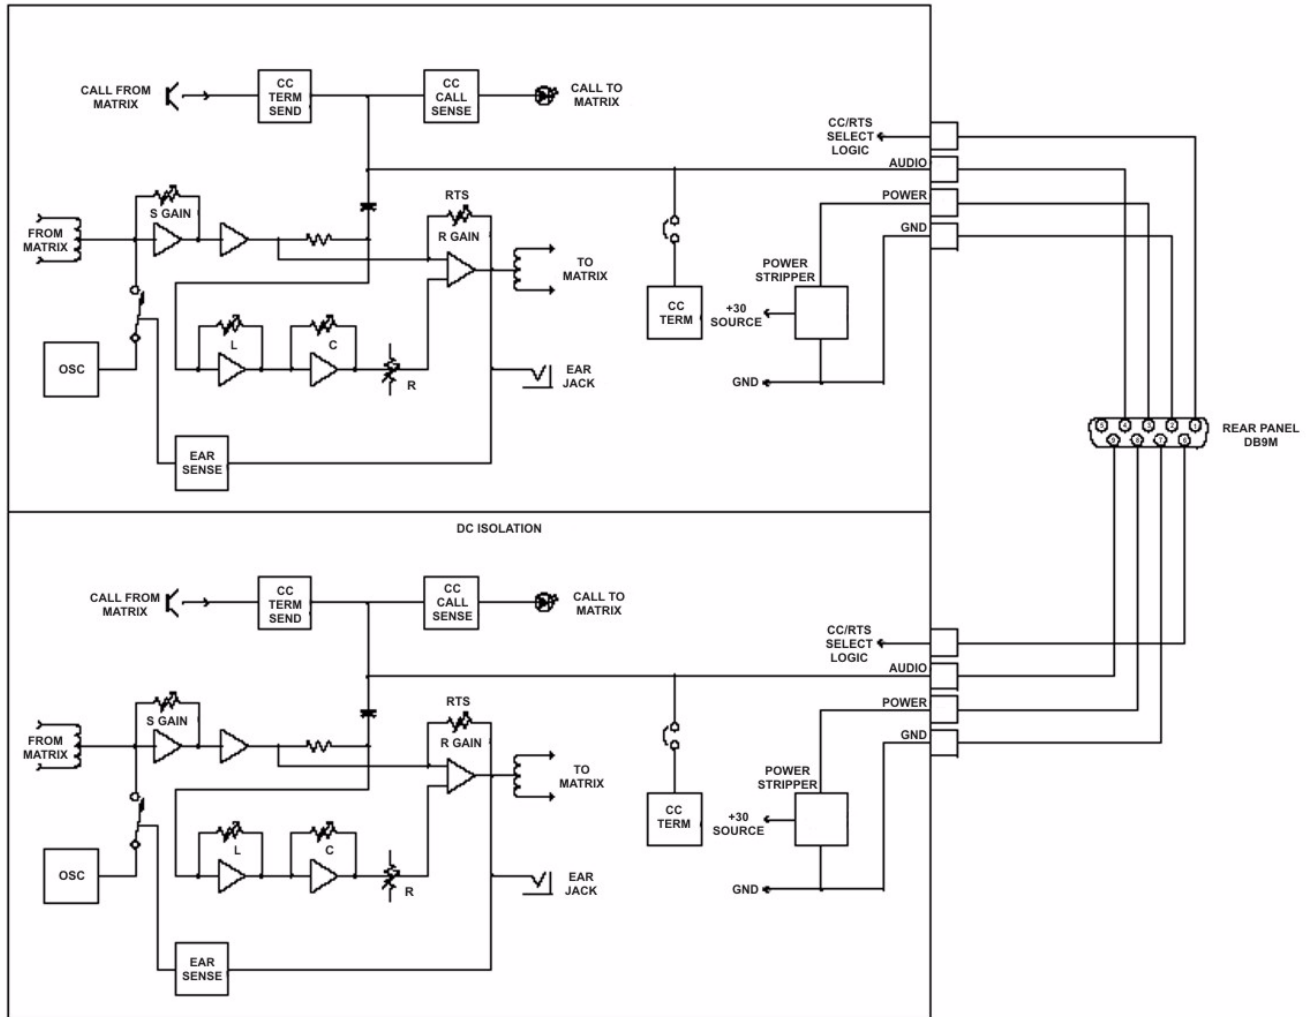 CALL FROM
MATRIX
CC
TERM
SEND
CC
CALL
SENSE
CALL TO
MATRIX
CC/RTS
SELECT
LOGIC
AUDIO
POWER
GND
S GAIN
FROM
MATRIX
RTS
R GAIN
TO
MATRIX
POWER
STRIPPER
CC
TERM
+30
SOURCE
GND
L
C
R
OSC
EAR
JACK
EAR
SENSE
5 4 3 2 1
9 8 7 6
REAR PANEL
DB9M
DC ISOLATION
CALL FROM
MATRIX
CC
TERM
SEND
CC
CALL
SENSE
CALL TO
MATRIX
CC/RTS
SELECT
LOGIC
AUDIO
POWER
GND
S GAIN
FROM
MATRIX
RTS
R GAIN
TO
MATRIX
POWER
STRIPPER
CC
TERM
+30
SOURCE
GND
L
C
R
OSC
EAR
JACK
EAR
SENSE